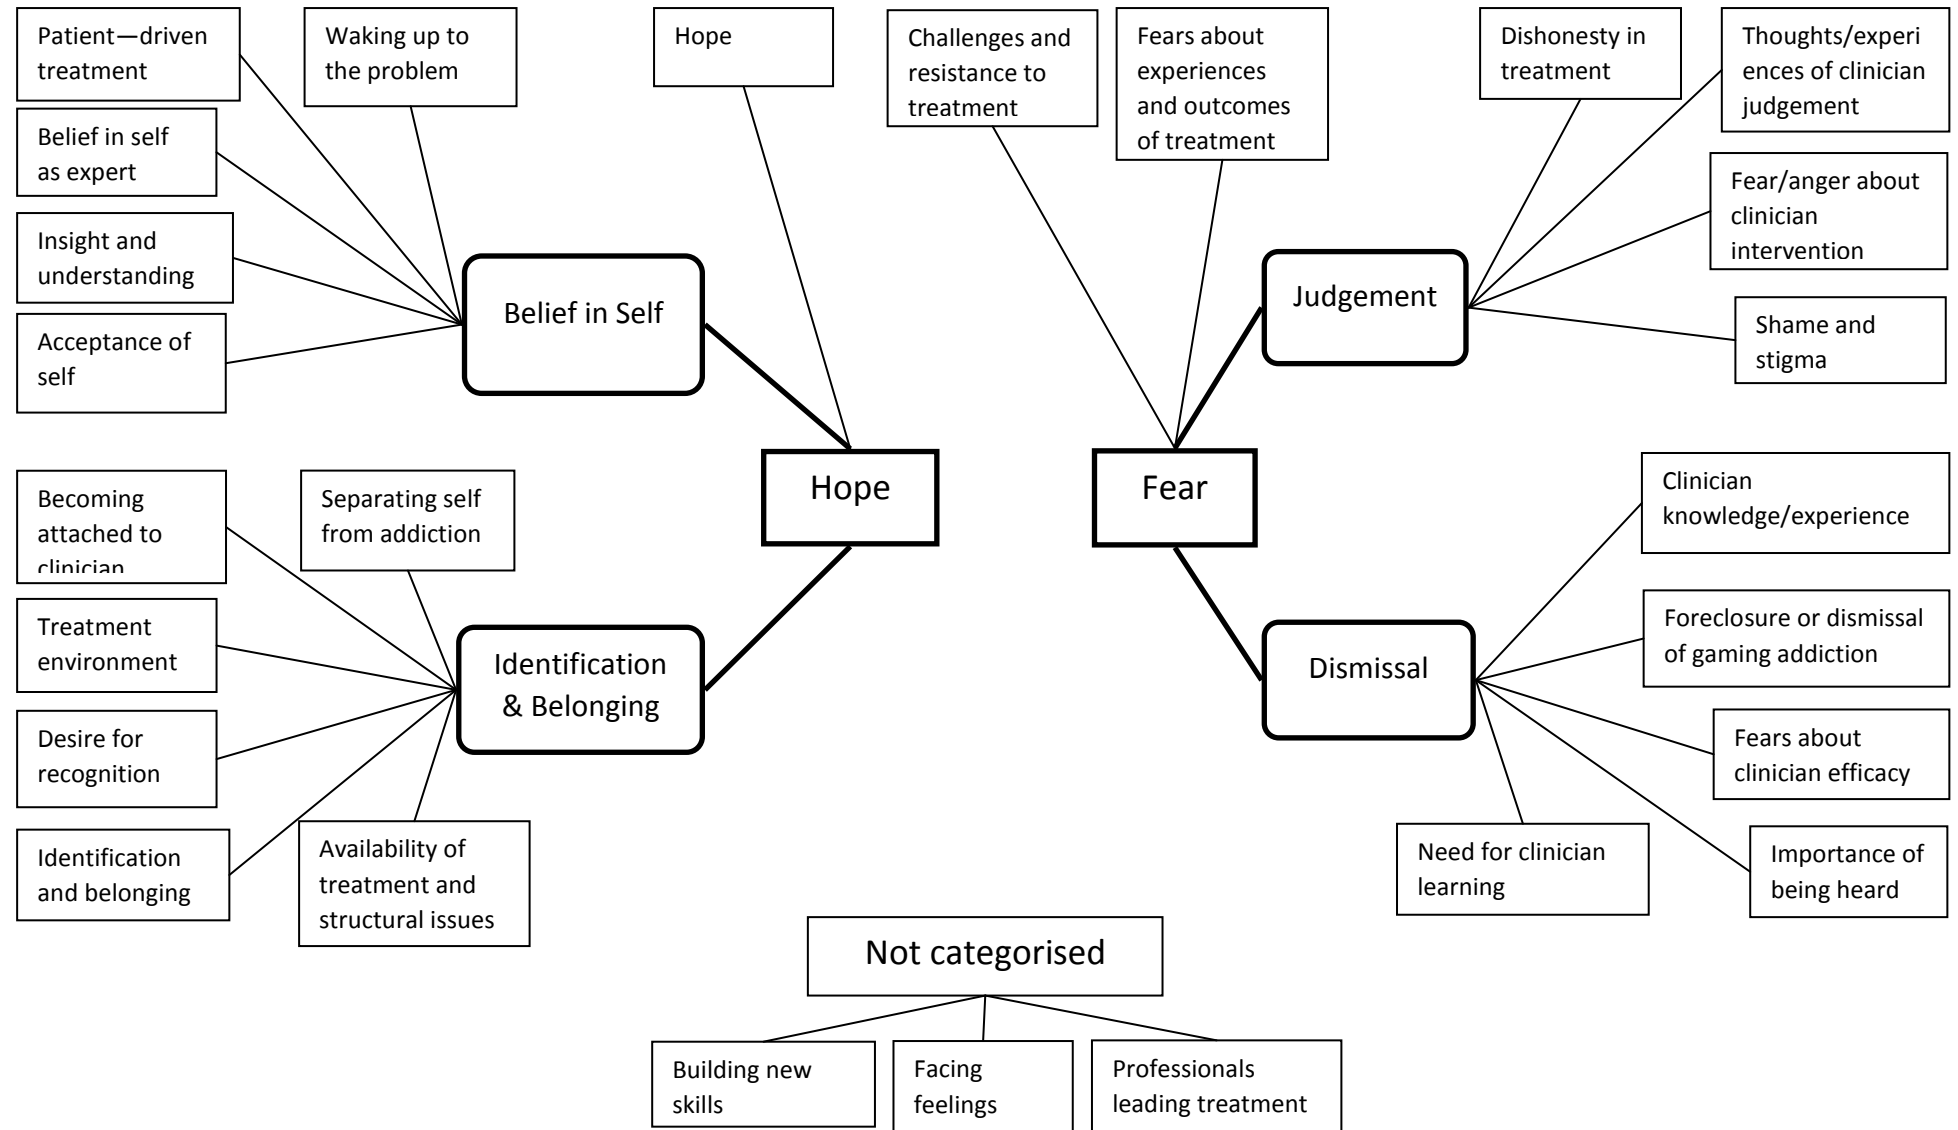 Patient—driven
treatment
Waking up to
the problem
Hope
Challenges and
resistance to
treatment
Fears about
experiences
and outcomes
of treatment
Dishonesty in
treatment
Thoughts/experi
ences of clinician
judgement
Belief in self
as expert
Insight and
understanding
Acceptance of
self
Belief in Self
Judgement
Fear/anger about
clinician
intervention
Shame and
stigma
Hope
Fear
Becoming
attached to
clinician
Separating self
from addiction
Treatment
environment
Desire for
recognition
Identification
and belonging
Availability of
treatment and
structural issues
Identification
& Belonging
Dismissal
Clinician
knowledge/experience
Foreclosure or dismissal
of gaming addiction
Fears about
clinician efficacy
Importance of
being heard
Need for clinician
learning
Not categorised
Building new
skills
Facing
feelings
Professionals
leading treatment